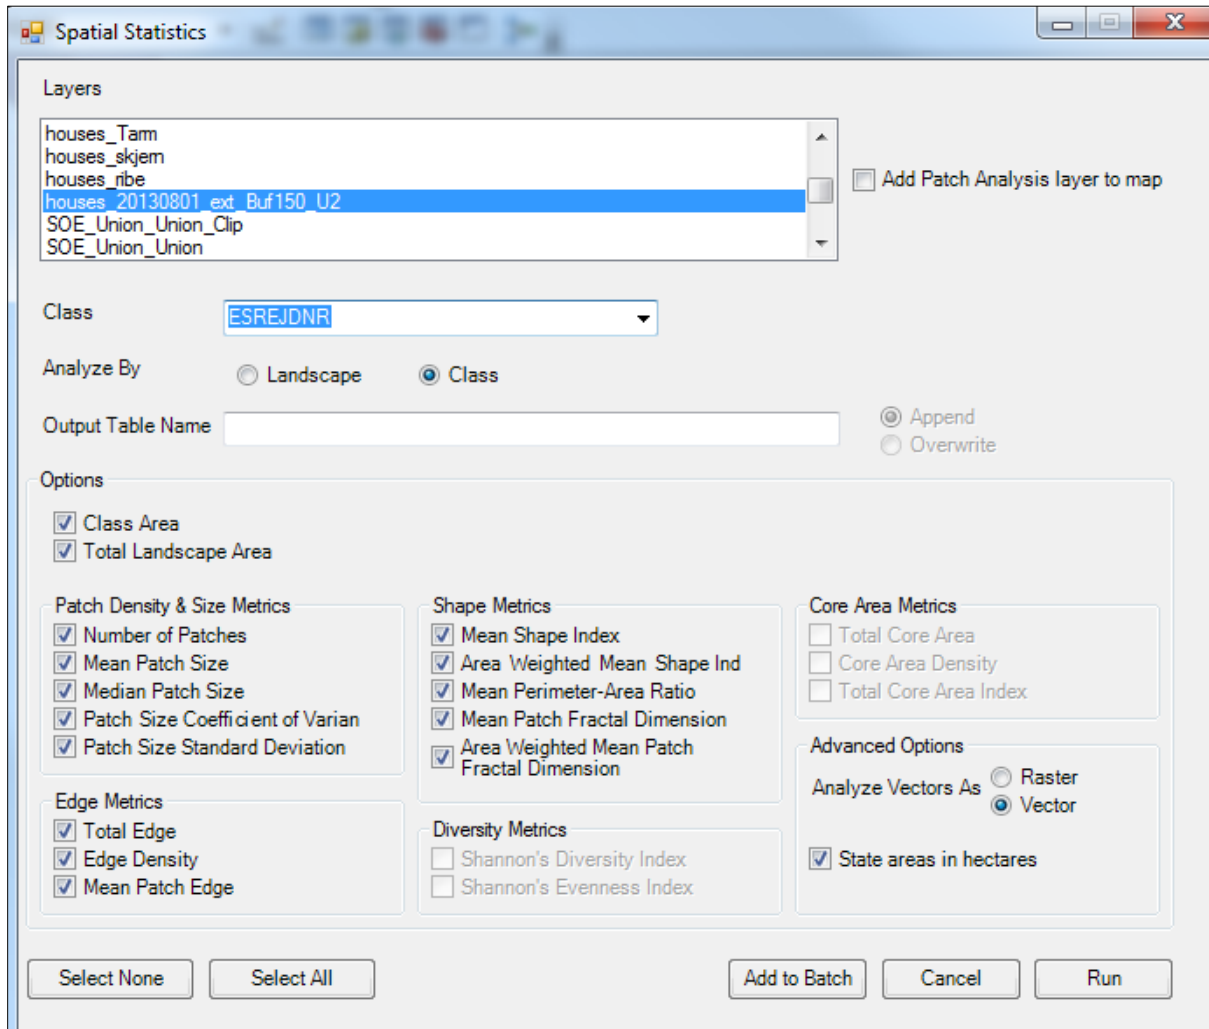 Spatial Statistics
Layers
houses_Tarm
houses_skjern
houses_ribe
houses_20130801_ext_Buf150_U2
SOE_Union_Union_Clip
SOE_Union_Union
Add Patch Analysis layer to map
Class
ESREJDNR
Analyze By
Landscape
Class
Output Table Name
Append
Overwrite
Options
Class Area
Total Landscape Area
Patch Density & Size Metrics
Number of Patches
Mean Patch Size
Median Patch Size
Patch Size Coefficient of Varian
Patch Size Standard Deviation
Edge Metrics
Total Edge
Edge Density
Mean Patch Edge
Shape Metrics
Mean Shape Index
Area Weighted Mean Shape Ind
Mean Perimeter-Area Ratio
Mean Patch Fractal Dimension
Area Weighted Mean Patch
Fractal Dimension
Diversity Metrics
Shannon's Diversity Index
Shannon's Evenness Index
Core Area Metrics
Total Core Area
Core Area Density
Total Core Area Index
Advanced Options
Analyze Vectors As
Raster
Vector
State areas in hectares
Select None
Select All
Add to Batch
Cancel
Run